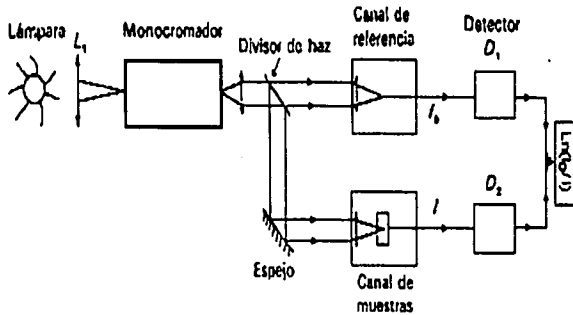 Lámpara
L₁
Monocromador
Divisor de haz
Canal de
referencia
Detector
D₁
I₀
Ln(I₀/I)
D₂
I
Espejo
Canal de
muestras